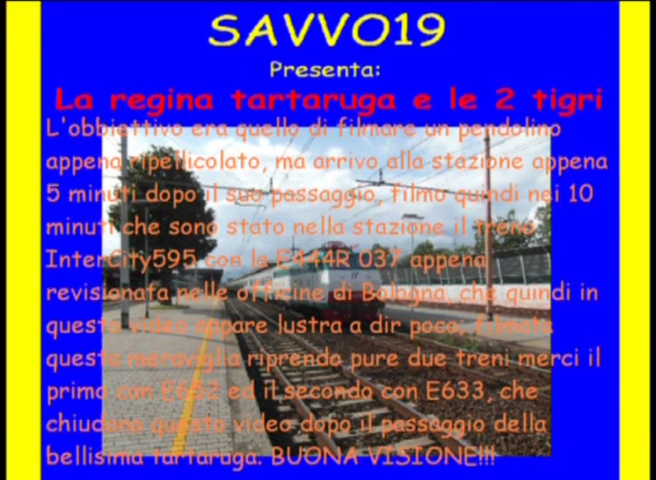 SAVVO19
Presenta:
La regina tartaruga e le 2 tigri
L'obbiettivo era quello di filmare un pendolino
appena ripellicolato, ma arrivo alla stazione appena
5 minuti dopo il suo passaggio, filmo quindi nei 10
minuti che sono stato nella stazione il treno
InterCity595 con la E444R 037 appena
revisionata nelle officine di Bologna, che quindi in
questo video appare lustra a dir poco; filmata
questa meraviglia riprendo pure due treni merci il
primo con E652 ed il secondo con E633, che
chiudono questo video dopo il passaggio della
bellisima tartaruga. BUONA VISIONE!!!